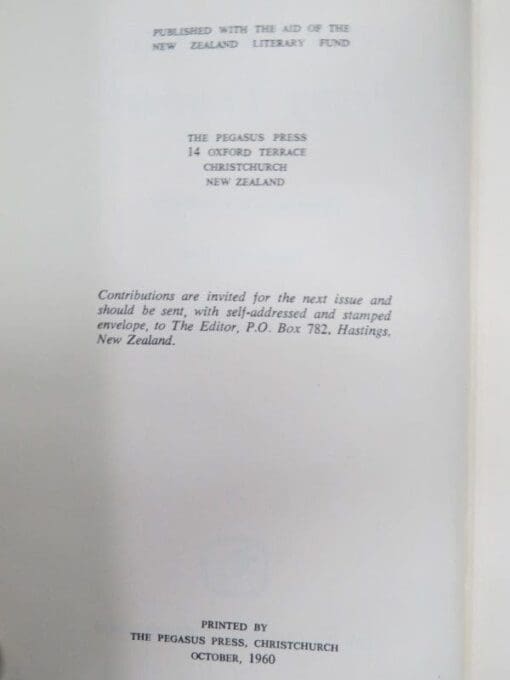 PUBLISHED WITH THE AID OF THE
NEW ZEALAND LITERARY FUND
THE PEGASUS PRESS
14 OXFORD TERRACE
CHRISTCHURCH
NEW ZEALAND
Contributions are invited for the next issue and
should be sent, with self-addressed and stamped
envelope, to The Editor, P.O. Box 782, Hastings,
New Zealand.
PRINTED BY
THE PEGASUS PRESS, CHRISTCHURCH
OCTOBER, 1960